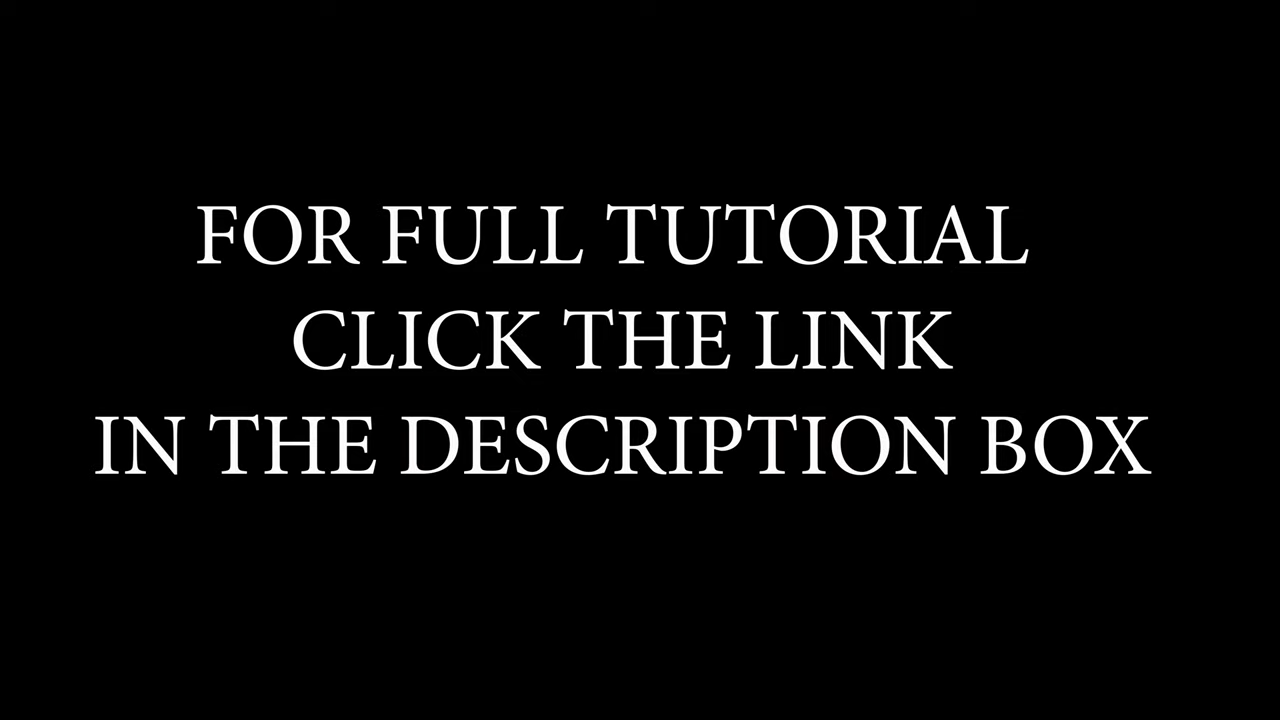 FOR FULL TUTORIAL
CLICK THE LINK
IN THE DESCRIPTION BOX